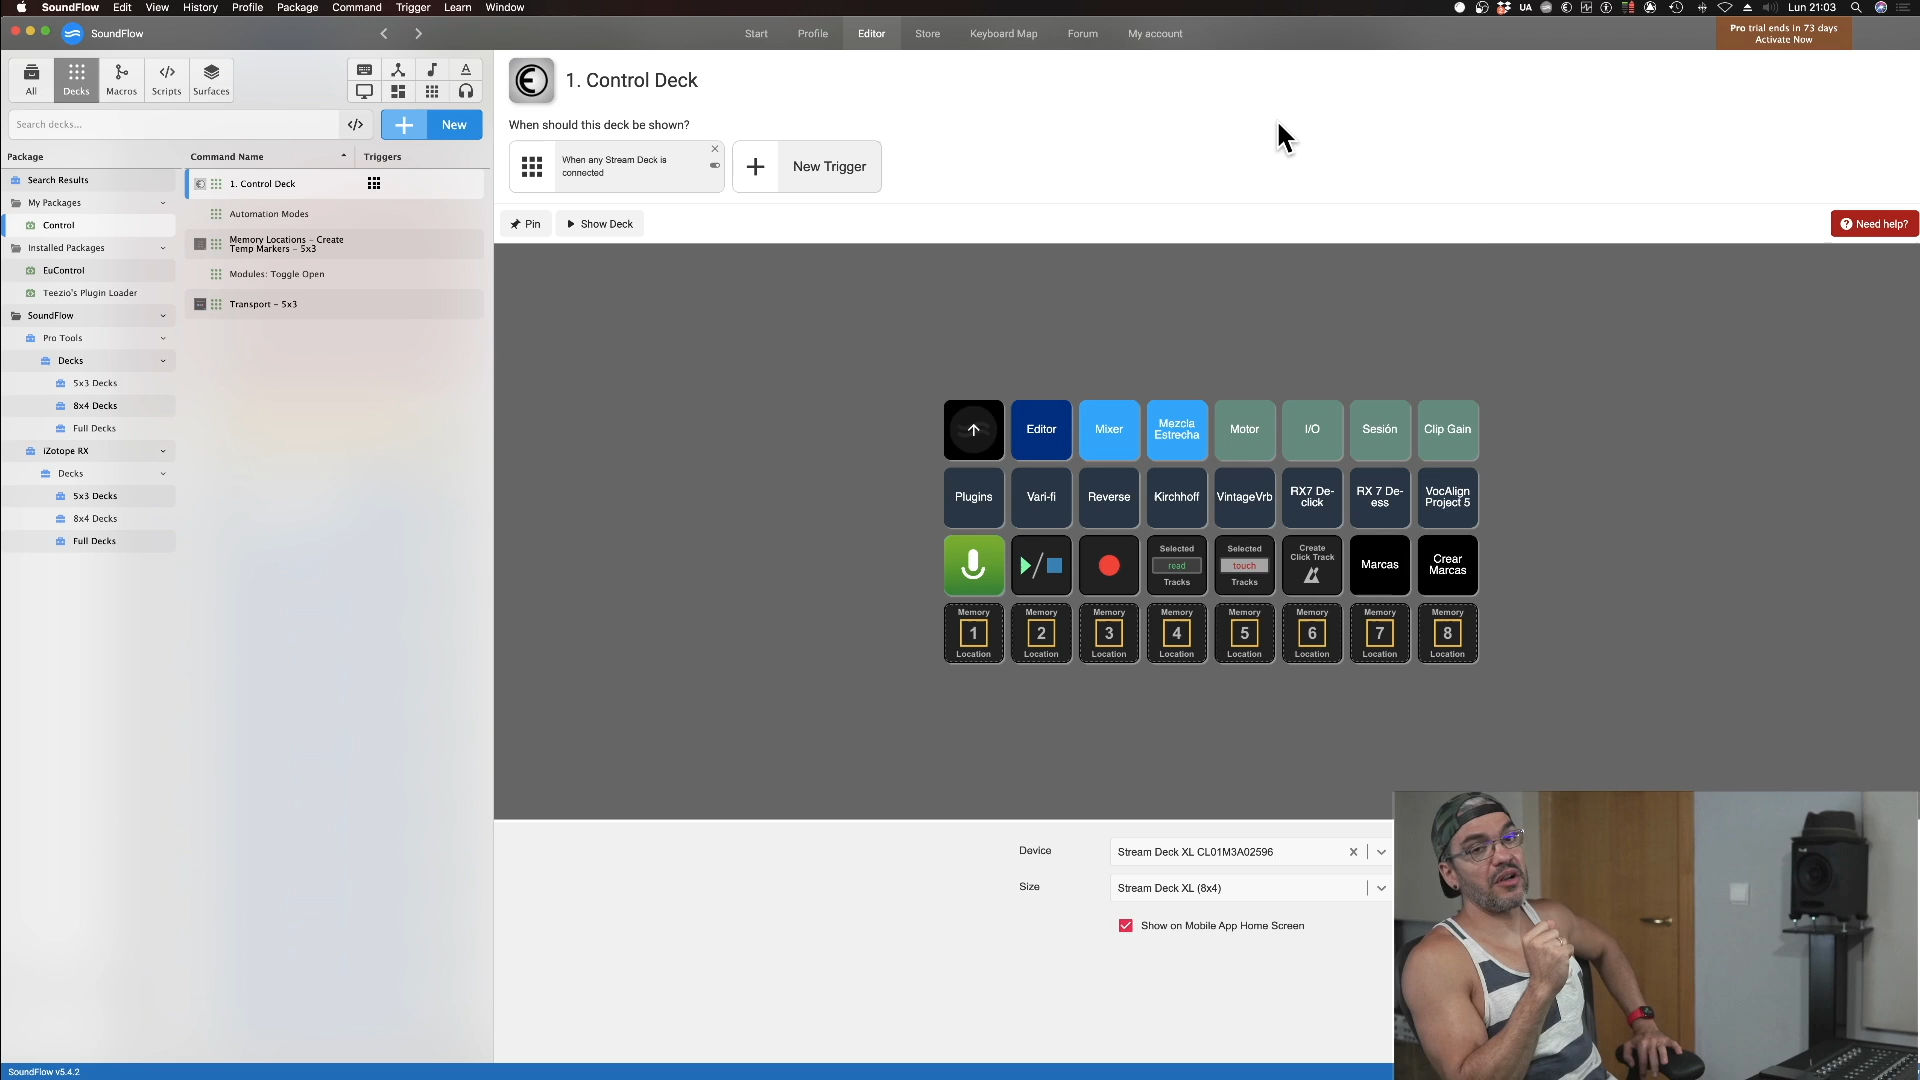 SoundFlow Edit View History Profile Package Command Trigger Learn Window
UA Lun 21:03
SoundFlow
Start Profile Editor Store Keyboard Map Forum My account
Pro trial ends in 73 days
Activate Now
All Decks Macros Scripts Surfaces
1. Control Deck
Search decks...
New
When should this deck be shown?
When any Stream Deck is
connected
New Trigger
Package Command Name Triggers
Search Results
My Packages
Control
Installed Packages
EuControl
Teezio's Plugin Loader
SoundFlow
Pro Tools
Decks
5x3 Decks
8x4 Decks
Full Decks
iZotope RX
Decks
5x3 Decks
8x4 Decks
Full Decks
1. Control Deck
Automation Modes
Memory Locations - Create
Temp Markers - 5x3
Modules: Toggle Open
Transport - 5x3
Pin Show Deck
Need help?
Editor Mixer Mezcla
Estrecha Motor I/O Sesión Clip Gain
Plugins Vari-fi Reverse Kirchhoff VintageVrb RX7 De-
click RX 7 De-
ess VocAlign
Project 5
Selected
read
Tracks
Selected
touch
Tracks
Create
Click Track
Marcas
Crear
Marcas
Memory Memory Memory Memory Memory Memory Memory Memory
1 2 3 4 5 6 7 8
Location Location Location Location Location Location Location Location
Device Stream Deck XL CL01M3A02596
Size Stream Deck XL (8x4)
Show on Mobile App Home Screen
SoundFlow v5.4.2